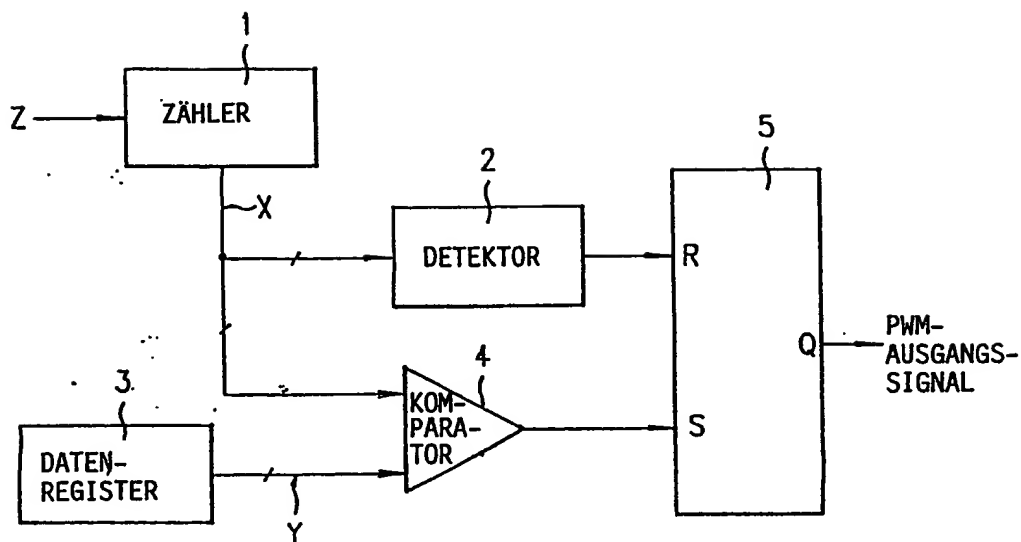 1
Z
ZÄHLER
X
2
DETEKTOR
5
R
3
DATEN-
REGISTER
Y
4
KOM-
PARA-
TOR
S
Q
PWM-
AUSGANGS-
SIGNAL